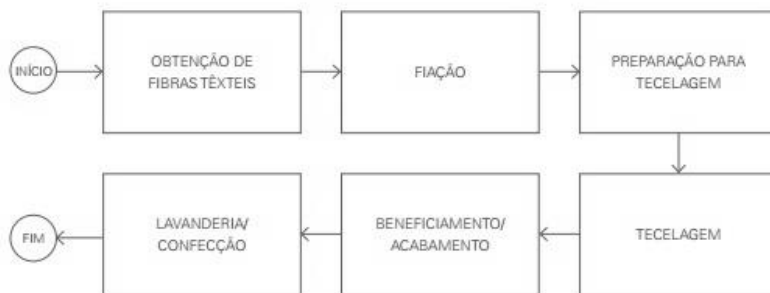 INÍCIO
OBTENÇÃO DE
FIBRAS TÊXTEIS
FIAÇÃO
PREPARAÇÃO PARA
TECELAGEM
TECELAGEM
BENEFICIAMENTO/
ACABAMENTO
LAVANDERIA/
CONFECÇÃO
FIM